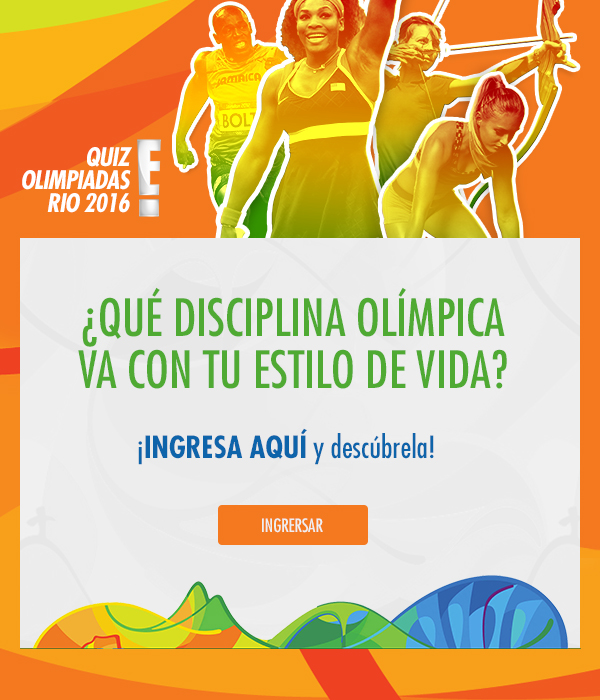 JAMAICA
BOLT
QUIZ
OLIMPIADAS
RIO 2016
E!
¿QUÉ DISCIPLINA OLÍMPICA
VA CON TU ESTILO DE VIDA?
¡INGRESA AQUÍ y descúbrela!
INGRERSAR